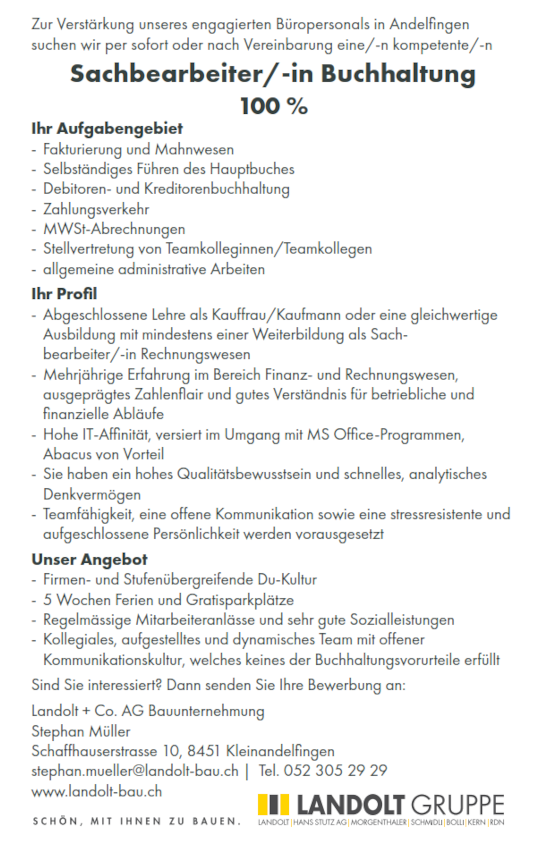 Zur Verstärkung unseres engagierten Büropersonals in Andelfingen
suchen wir per sofort oder nach Vereinbarung eine/-n kompetente/-n
Sachbearbeiter/-in Buchhaltung
100 %
Ihr Aufgabengebiet
- Fakturierung und Mahnwesen
- Selbständiges Führen des Hauptbuches
- Debitoren- und Kreditorenbuchhaltung
- Zahlungsverkehr
- MWSt-Abrechnungen
- Stellvertretung von Teamkolleginnen/Teamkollegen
- allgemeine administrative Arbeiten
Ihr Profil
- Abgeschlossene Lehre als Kauffrau/Kaufmann oder eine gleichwertige
Ausbildung mit mindestens einer Weiterbildung als Sach-
bearbeiter/-in Rechnungswesen
- Mehrjährige Erfahrung im Bereich Finanz- und Rechnungswesen,
ausgeprägtes Zahlenflair und gutes Verständnis für betriebliche und
finanzielle Abläufe
- Hohe IT-Affinität, versiert im Umgang mit MS Office-Programmen,
Abacus von Vorteil
- Sie haben ein hohes Qualitätsbewusstsein und schnelles, analytisches
Denkvermögen
- Teamfähigkeit, eine offene Kommunikation sowie eine stressresistente und
aufgeschlossene Persönlichkeit werden vorausgesetzt
Unser Angebot
- Firmen- und Stufenübergreifende Du-Kultur
- 5 Wochen Ferien und Gratisparkplätze
- Regelmässige Mitarbeiteranlässe und sehr gute Sozialleistungen
- Kollegiales, aufgestelltes und dynamisches Team mit offener
Kommunikationskultur, welches keines der Buchhaltungsvorurteile erfüllt
Sind Sie interessiert? Dann senden Sie Ihre Bewerbung an:
Landolt + Co. AG Bauunternehmung
Stephan Müller
Schaffhauserstrasse 10, 8451 Kleinandelfingen
stephan.mueller@landolt-bau.ch | Tel. 052 305 29 29
www.landolt-bau.ch
LANDOLT GRUPPE
SCHÖN, MIT IHNEN ZU BAUEN.
LANDOLT|HANS STUTZ AG|MORGENTHALER|SCHMIDLI|BOLLI|KERN|RDN